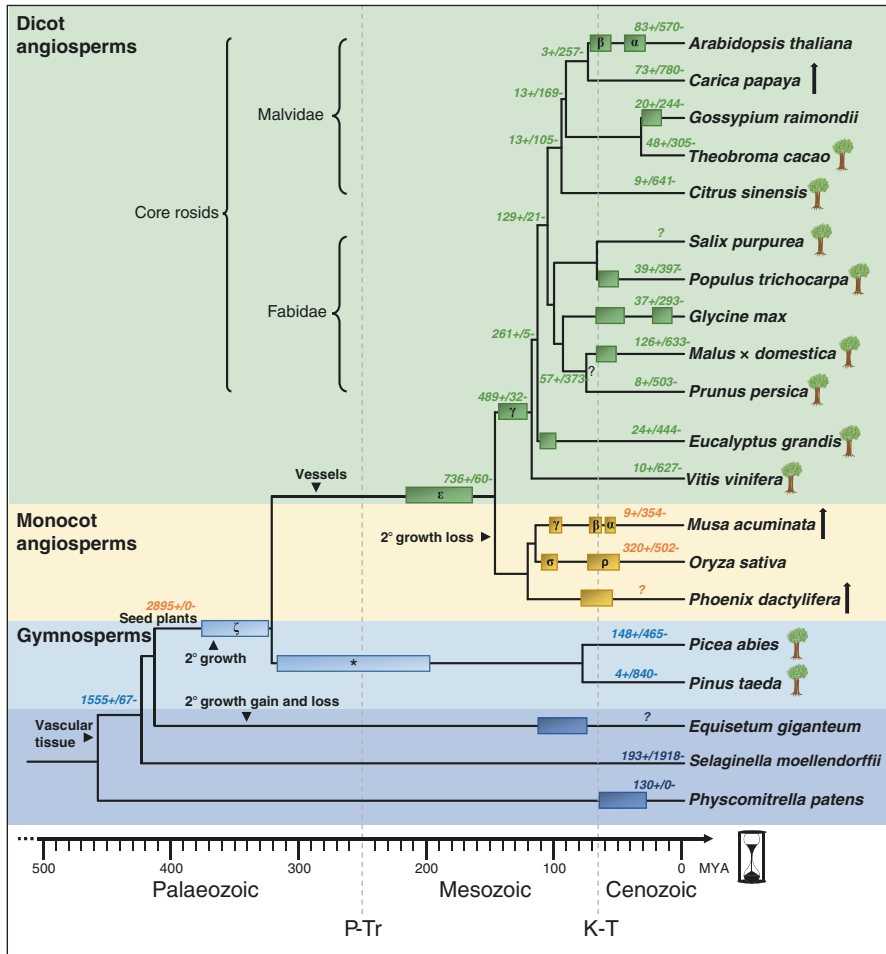 Dicot
angiosperms
Core rosids
Malvidae
Fabidae
83+/570-
β α
Arabidopsis thaliana
3+/257-
73+/780-
Carica papaya
13+/169-
20+/244-
Gossypium raimondii
48+/305-
Theobroma cacao
13+/105-
9+/641-
Citrus sinensis
129+/21-
?
Salix purpurea
39+/397-
Populus trichocarpa
37+/293-
Glycine max
261+/5-
126+/633-
Malus × domestica
57+/373-
?
8+/503-
Prunus persica
489+/32-
γ
24+/444-
Eucalyptus grandis
Vessels
736+/60-
ε
10+/627-
Vitis vinifera
Monocot
angiosperms
2° growth loss
9+/354-
γ β α
Musa acuminata
320+/502-
σ ρ
Oryza sativa
?
Phoenix dactylifera
2895+/0-
Seed plants
Gymnosperms
ζ
2° growth
*
148+/465-
Picea abies
4+/840-
Pinus taeda
1555+/67-
2° growth gain and loss
?
Equisetum giganteum
Vascular
tissue
193+/1918-
Selaginella moellendorffii
130+/0-
Physcomitrella patens
500 400 300 200 100 0 MYA
Palaeozoic Mesozoic Cenozoic
P-Tr K-T